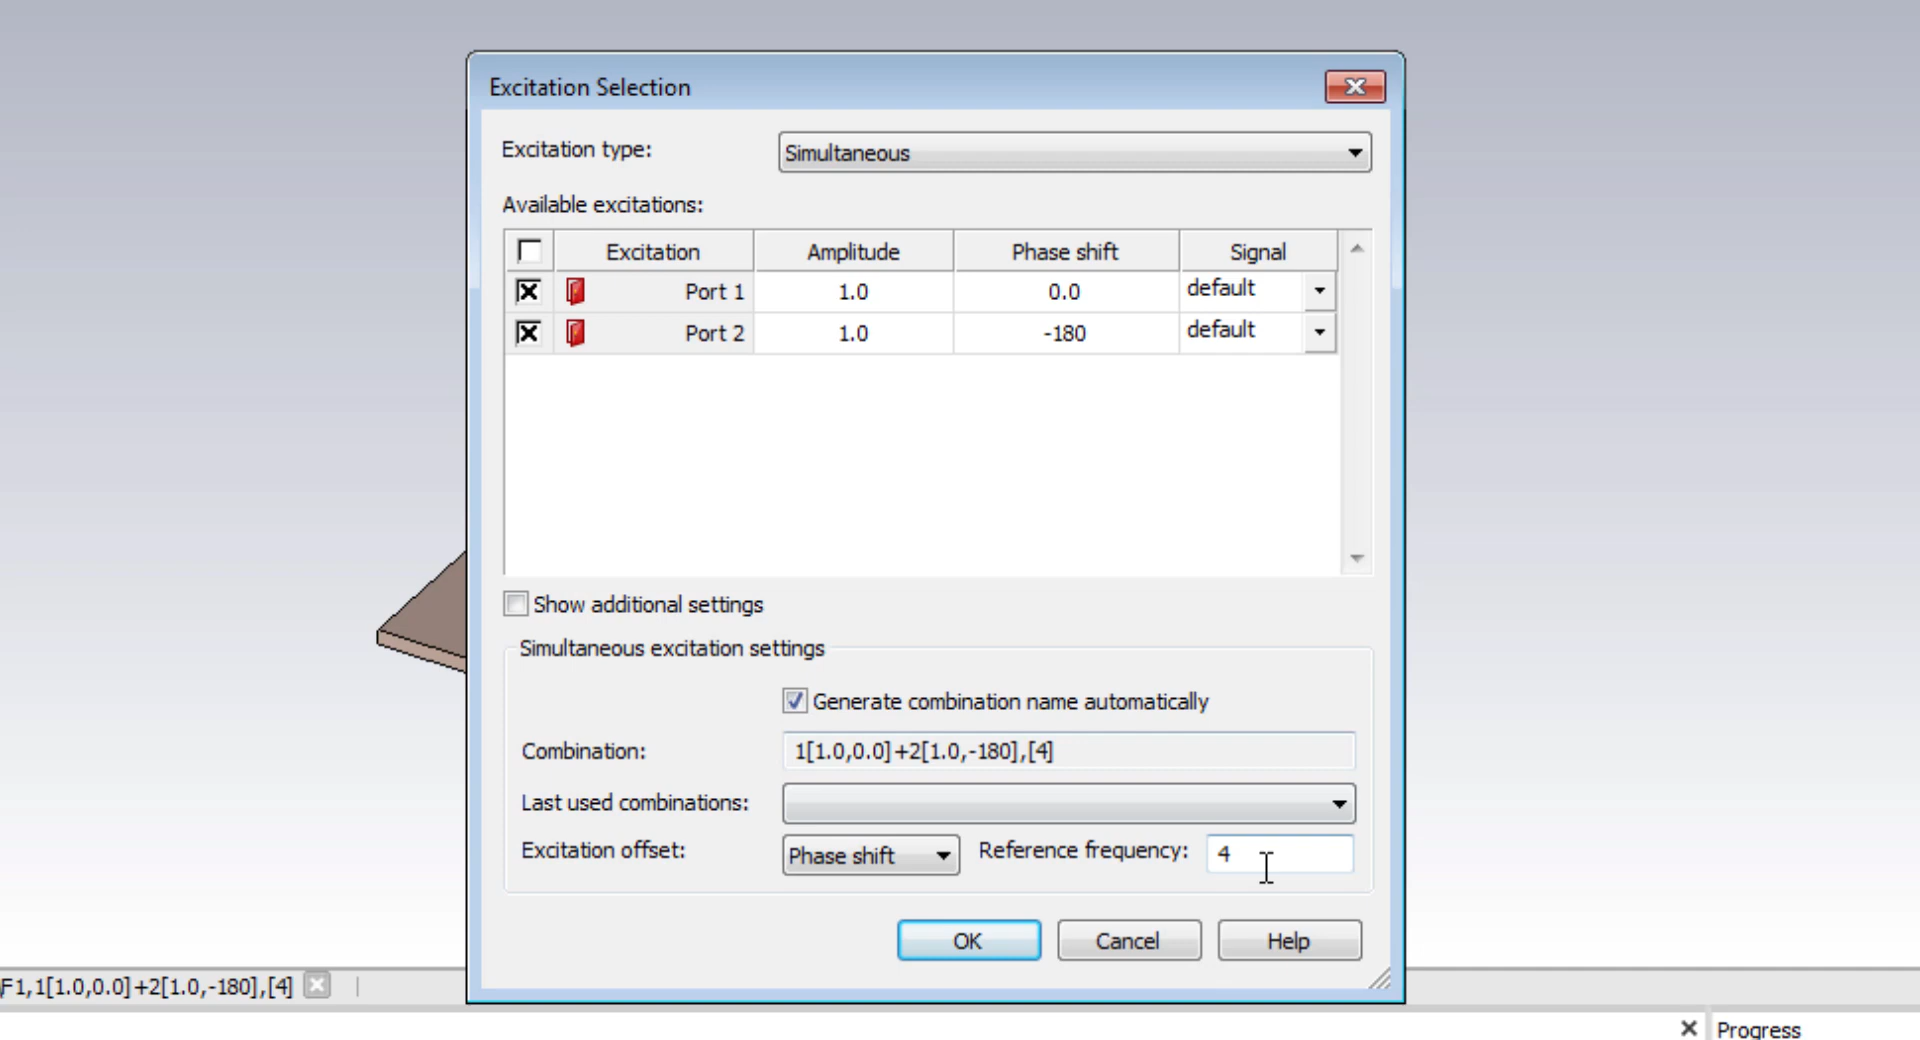 Excitation Selection
Excitation type: Simultaneous
Available excitations:
Excitation Amplitude Phase shift Signal
Port 1 1.0 0.0 default
Port 2 1.0 -180 default
Show additional settings
Simultaneous excitation settings
Generate combination name automatically
Combination: 1[1.0,0.0]+2[1.0,-180],[4]
Last used combinations:
Excitation offset: Phase shift Reference frequency: 4
OK Cancel Help
F1,1[1.0,0.0]+2[1.0,-180],[4]
Progress